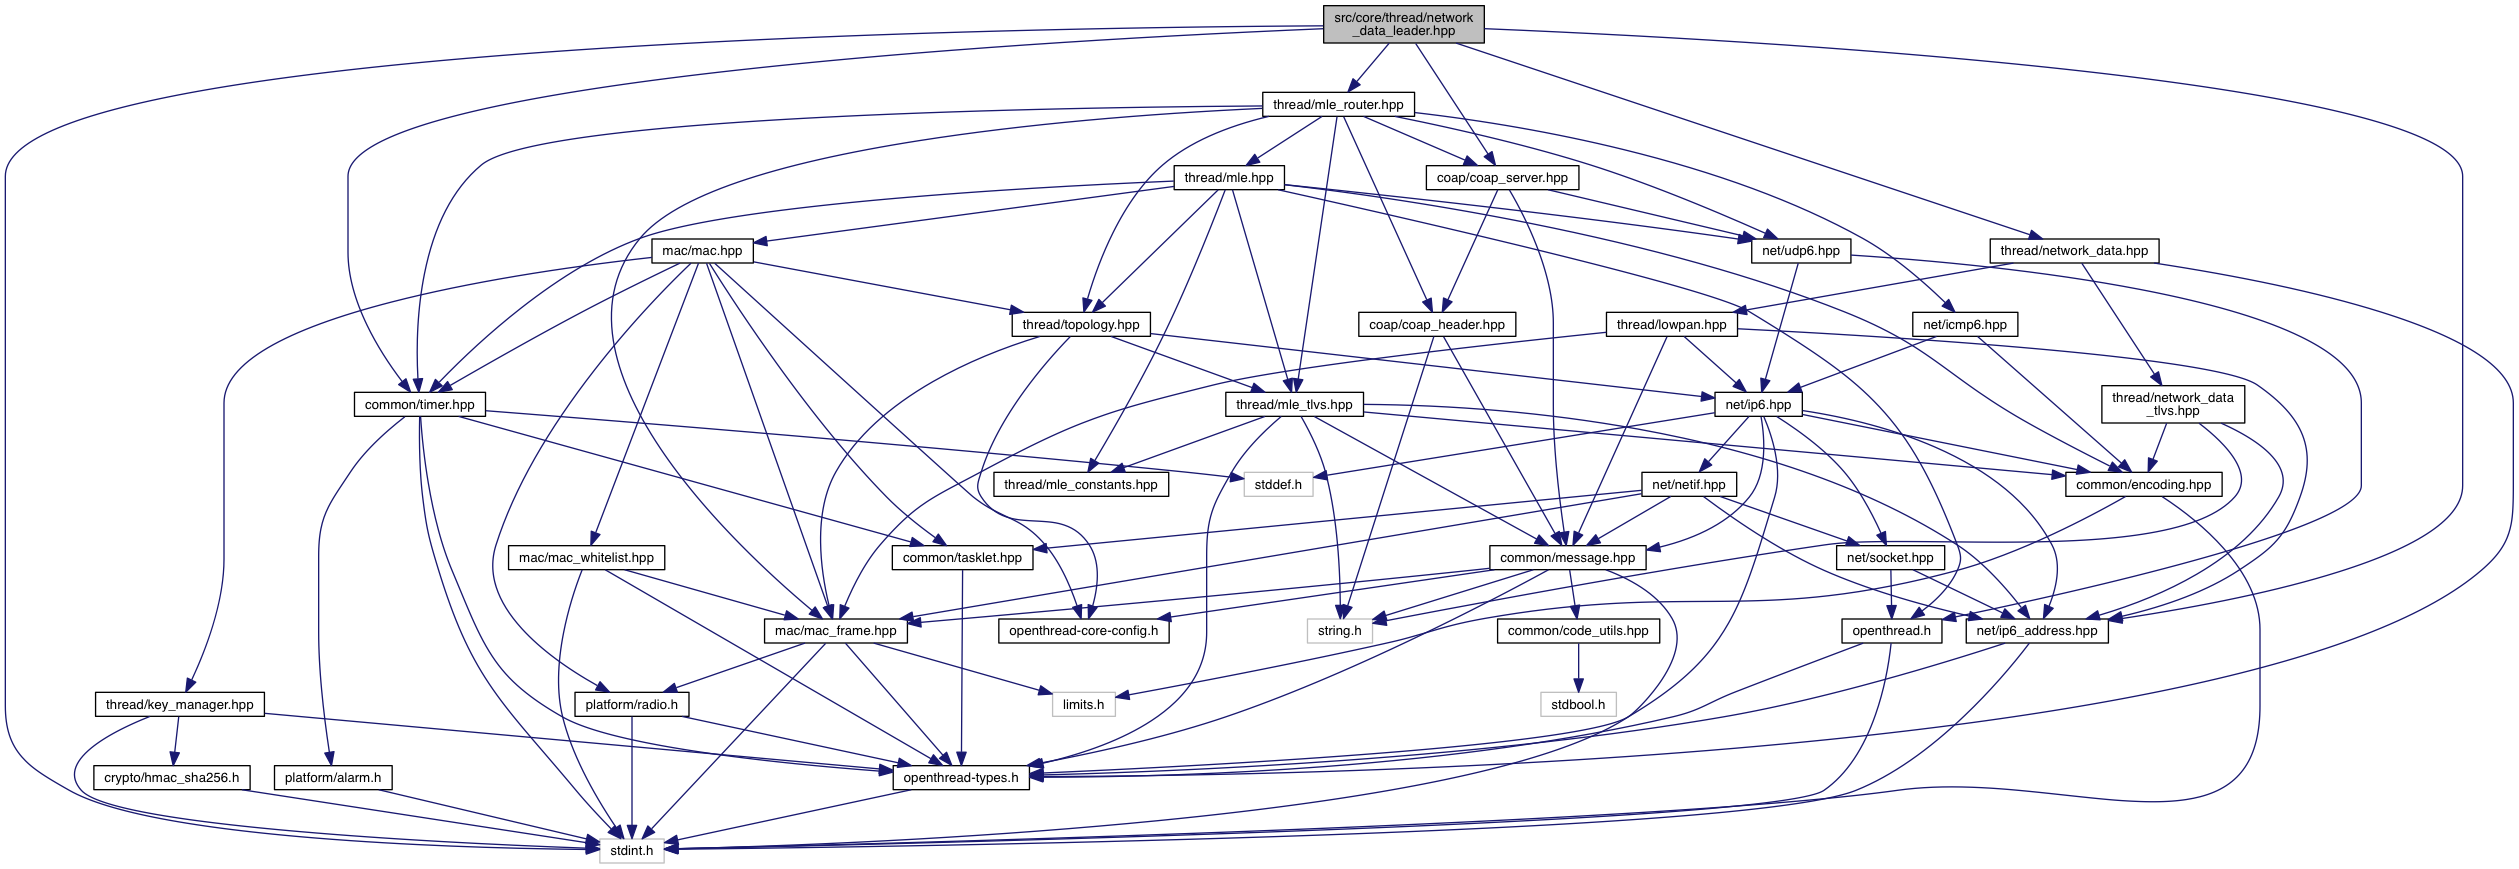 src/core/thread/network
_data_leader.hpp
thread/mle_router.hpp
thread/mle.hpp
coap/coap_server.hpp
mac/mac.hpp
net/udp6.hpp
thread/network_data.hpp
thread/topology.hpp
coap/coap_header.hpp
thread/lowpan.hpp
net/icmp6.hpp
common/timer.hpp
thread/mle_tlvs.hpp
net/ip6.hpp
thread/network_data
_tlvs.hpp
thread/mle_constants.hpp
stddef.h
net/netif.hpp
common/encoding.hpp
mac/mac_whitelist.hpp
common/tasklet.hpp
common/message.hpp
net/socket.hpp
mac/mac_frame.hpp
openthread-core-config.h
string.h
common/code_utils.hpp
openthread.h
net/ip6_address.hpp
thread/key_manager.hpp
platform/radio.h
limits.h
stdbool.h
crypto/hmac_sha256.h
platform/alarm.h
openthread-types.h
stdint.h